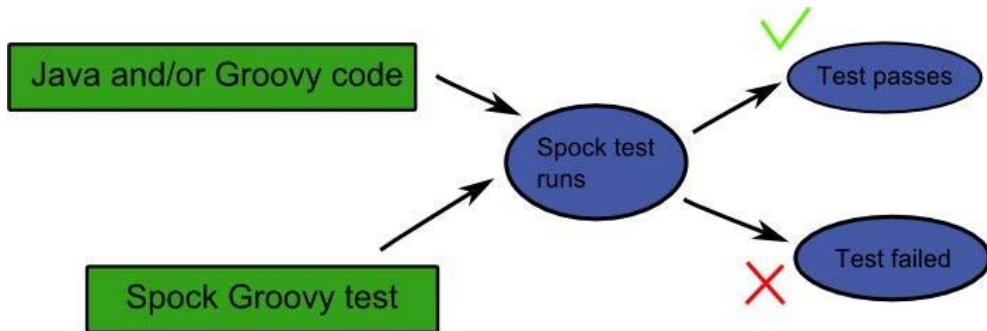 Java and/or Groovy code
Spock Groovy test
Spock test
runs
Test passes
Test failed